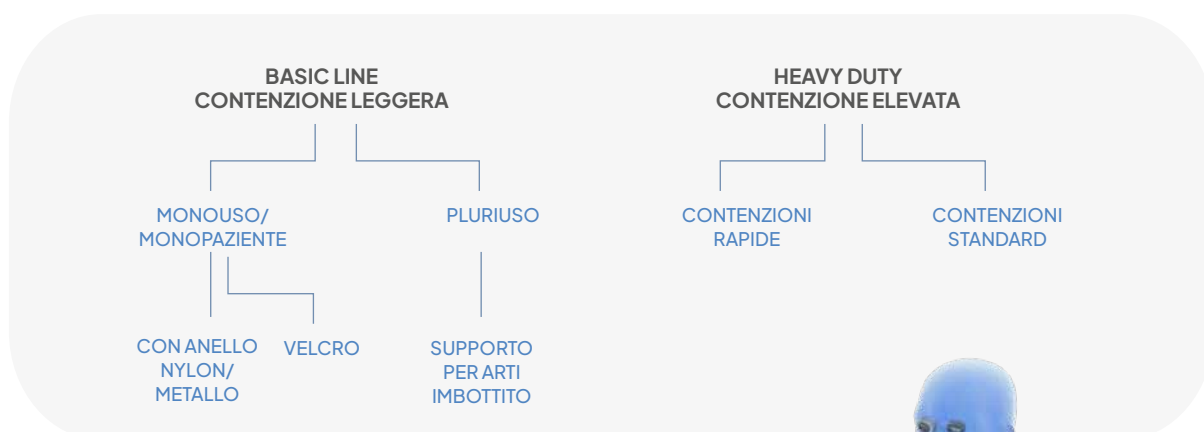 BASIC LINE
CONTENZIONE LEGGERA
HEAVY DUTY
CONTENZIONE ELEVATA
MONOUSO/
MONOPAZIENTE
PLURIUSO
CONTENZIONI
RAPIDE
CONTENZIONI
STANDARD
CON ANELLO
NYLON/
METALLO
VELCRO
SUPPORTO
PER ARTI
IMBOTTITO